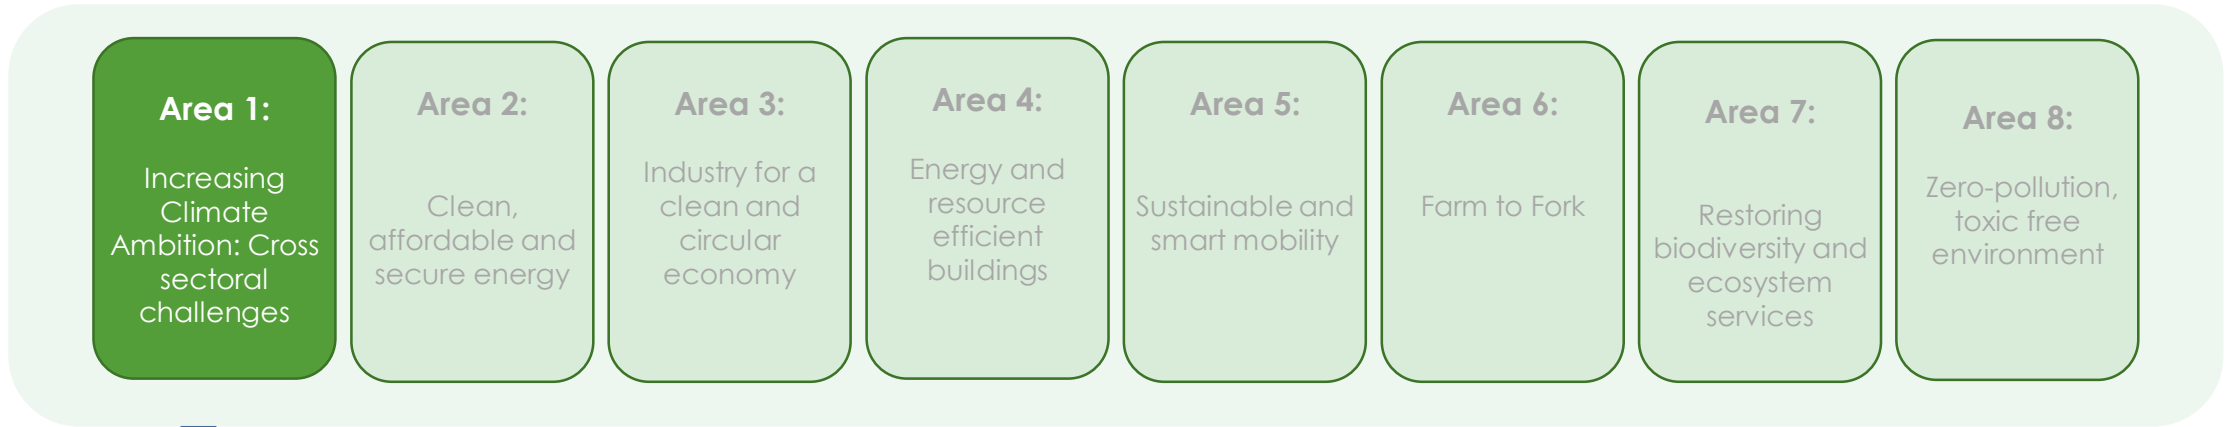 Area 1:
Increasing
Climate
Ambition: Cross
sectoral
challenges
Area 2:
Clean,
affordable and
secure energy
Area 3:
Industry for a
clean and
circular
economy
Area 4:
Energy and
resource
efficient
buildings
Area 5:
Sustainable and
smart mobility
Area 6:
Farm to Fork
Area 7:
Restoring
biodiversity and
ecosystem
services
Area 8:
Zero-pollution,
toxic free
environment